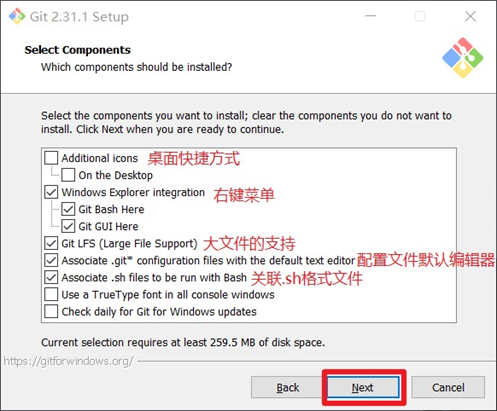 Git 2.31.1 Setup
Select Components
Which components should be installed?
Select the components you want to install; clear the components you do not want to
install. Click Next when you are ready to continue.
Additional icons 桌面快捷方式
On the Desktop
Windows Explorer integration 右键菜单
Git Bash Here
Git GUI Here
Git LFS (Large File Support) 大文件的支持
Associate .git* configuration files with the default text editor 配置文件默认编辑器
Associate .sh files to be run with Bash 关联.sh格式文件
Use a TrueType font in all console windows
Check daily for Git for Windows updates
Current selection requires at least 259.5 MB of disk space.
https://gitforwindows.org/
Back Next Cancel